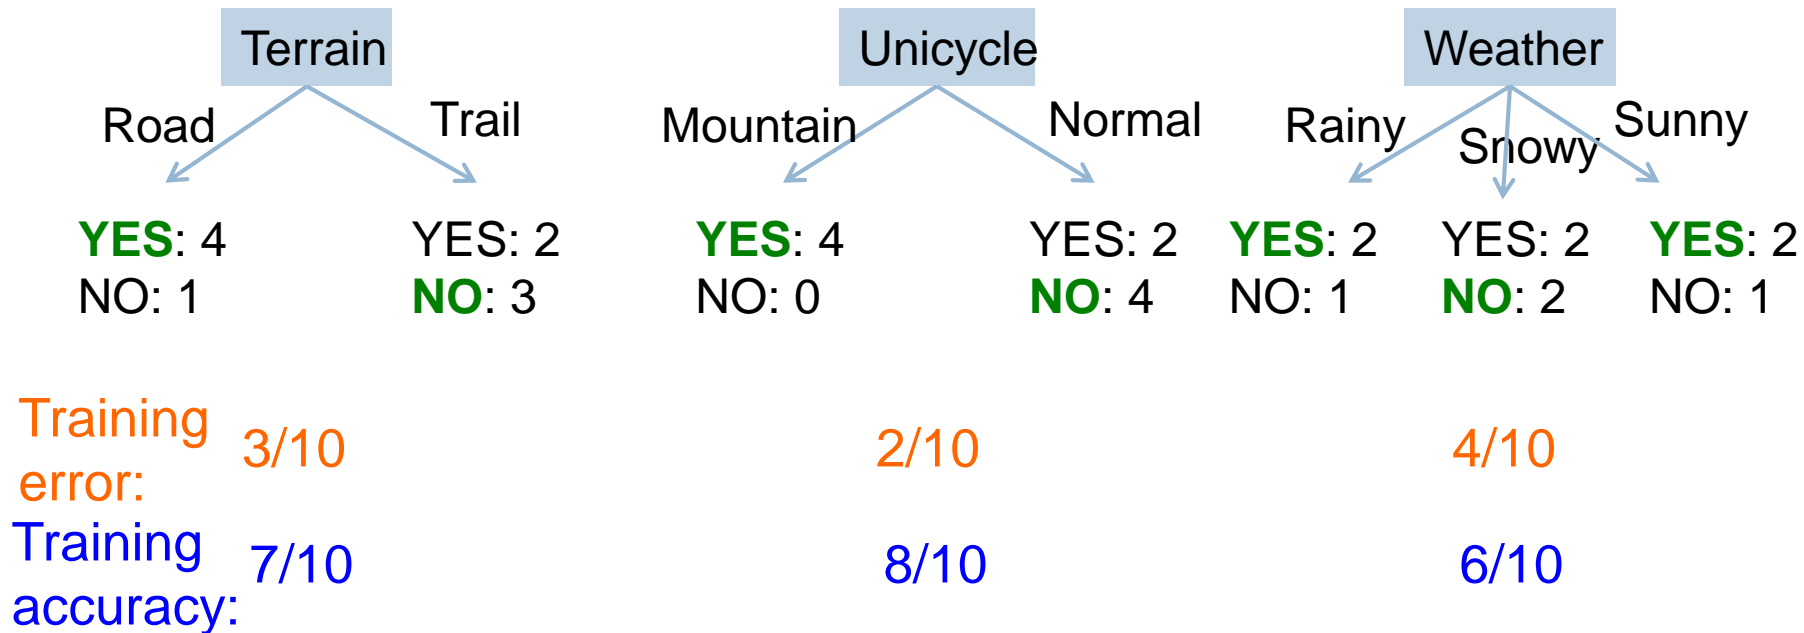 Terrain
Unicycle
Weather
Road
Trail
Mountain
Normal
Rainy
Snowy
Sunny
YES: 4
NO: 1
YES: 2
NO: 3
YES: 4
NO: 0
YES: 2
NO: 4
YES: 2
NO: 1
YES: 2
NO: 2
YES: 2
NO: 1
Training
error:
3/10
2/10
4/10
Training
accuracy:
7/10
8/10
6/10